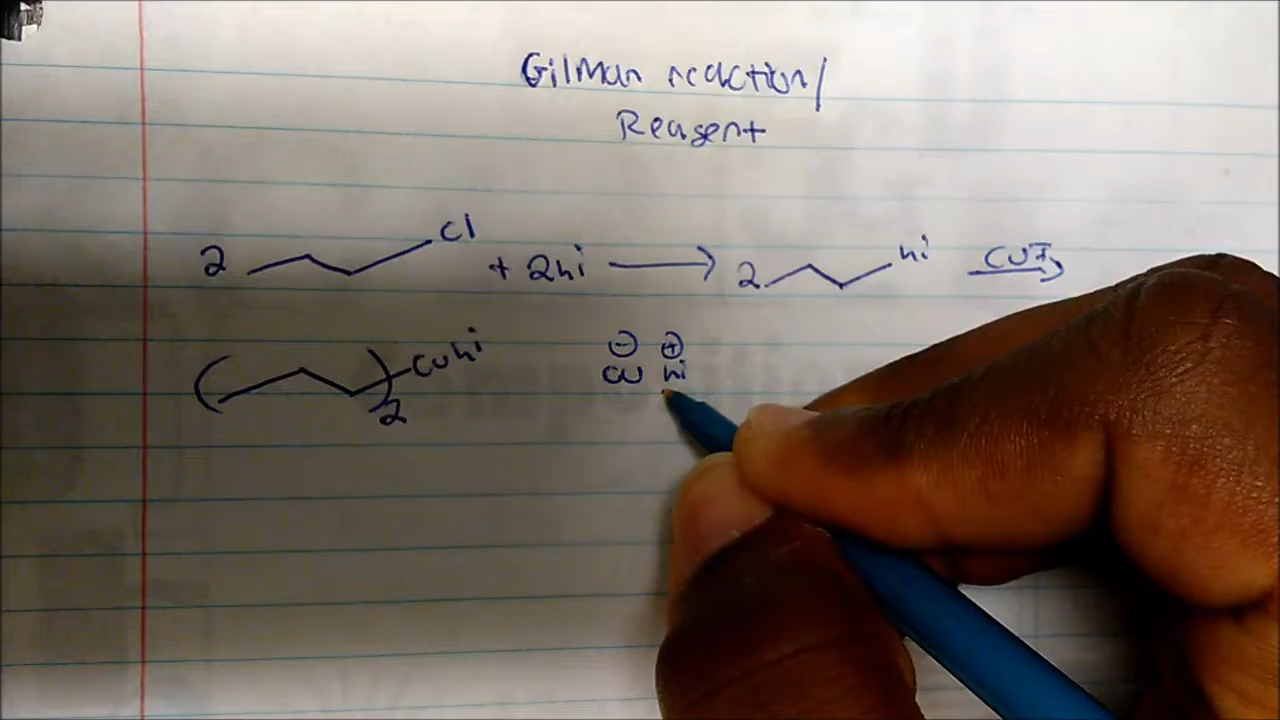 Gilman reaction/
Reagent
2 Cl + 2Li → 2 Li CuI →
( )2 CuLi ⊖ ⊕
Cu Li